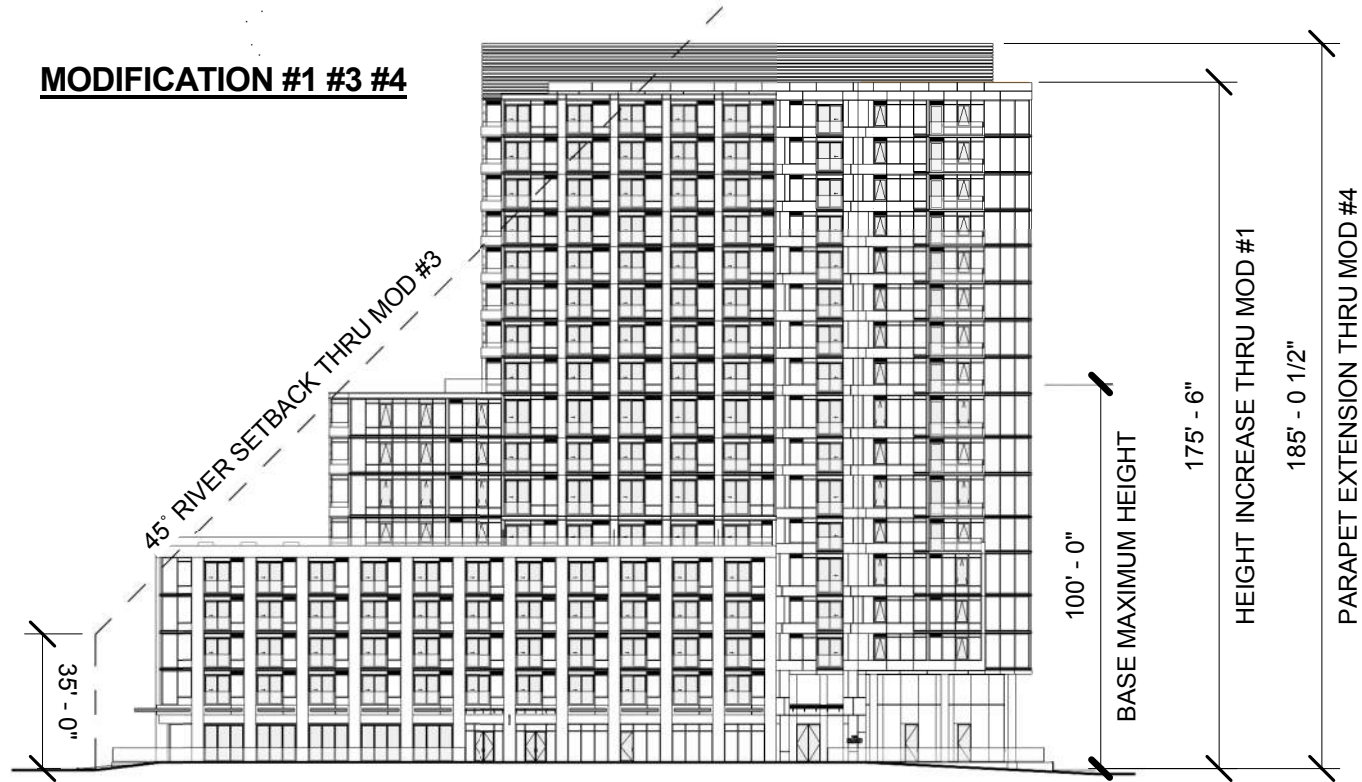 MODIFICATION #1 #3 #4
45° RIVER SETBACK THRU MOD #3
35' - 0"
100' - 0"
BASE MAXIMUM HEIGHT
175' - 6"
HEIGHT INCREASE THRU MOD #1
185' - 0 1/2"
PARAPET EXTENSION THRU MOD #4